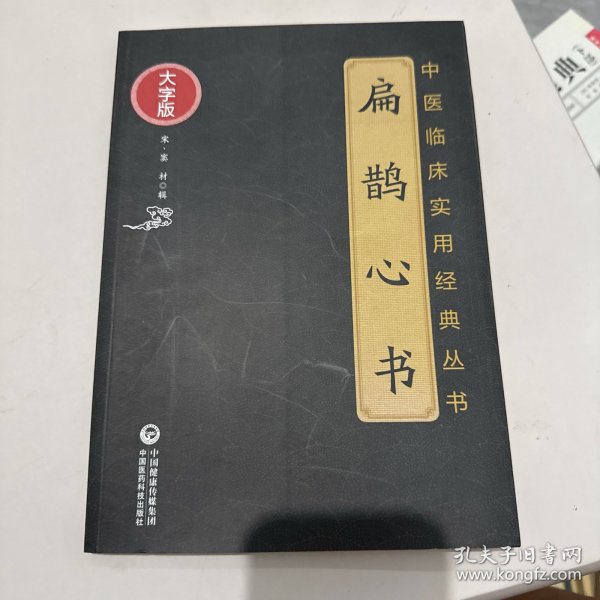 中医临床实用经典丛书
扁鹊心书
大字版
宋、窦材◎辑
中国健康传媒集团
中国医药科技出版社
典
孔夫子旧书网
www.kongfz.com